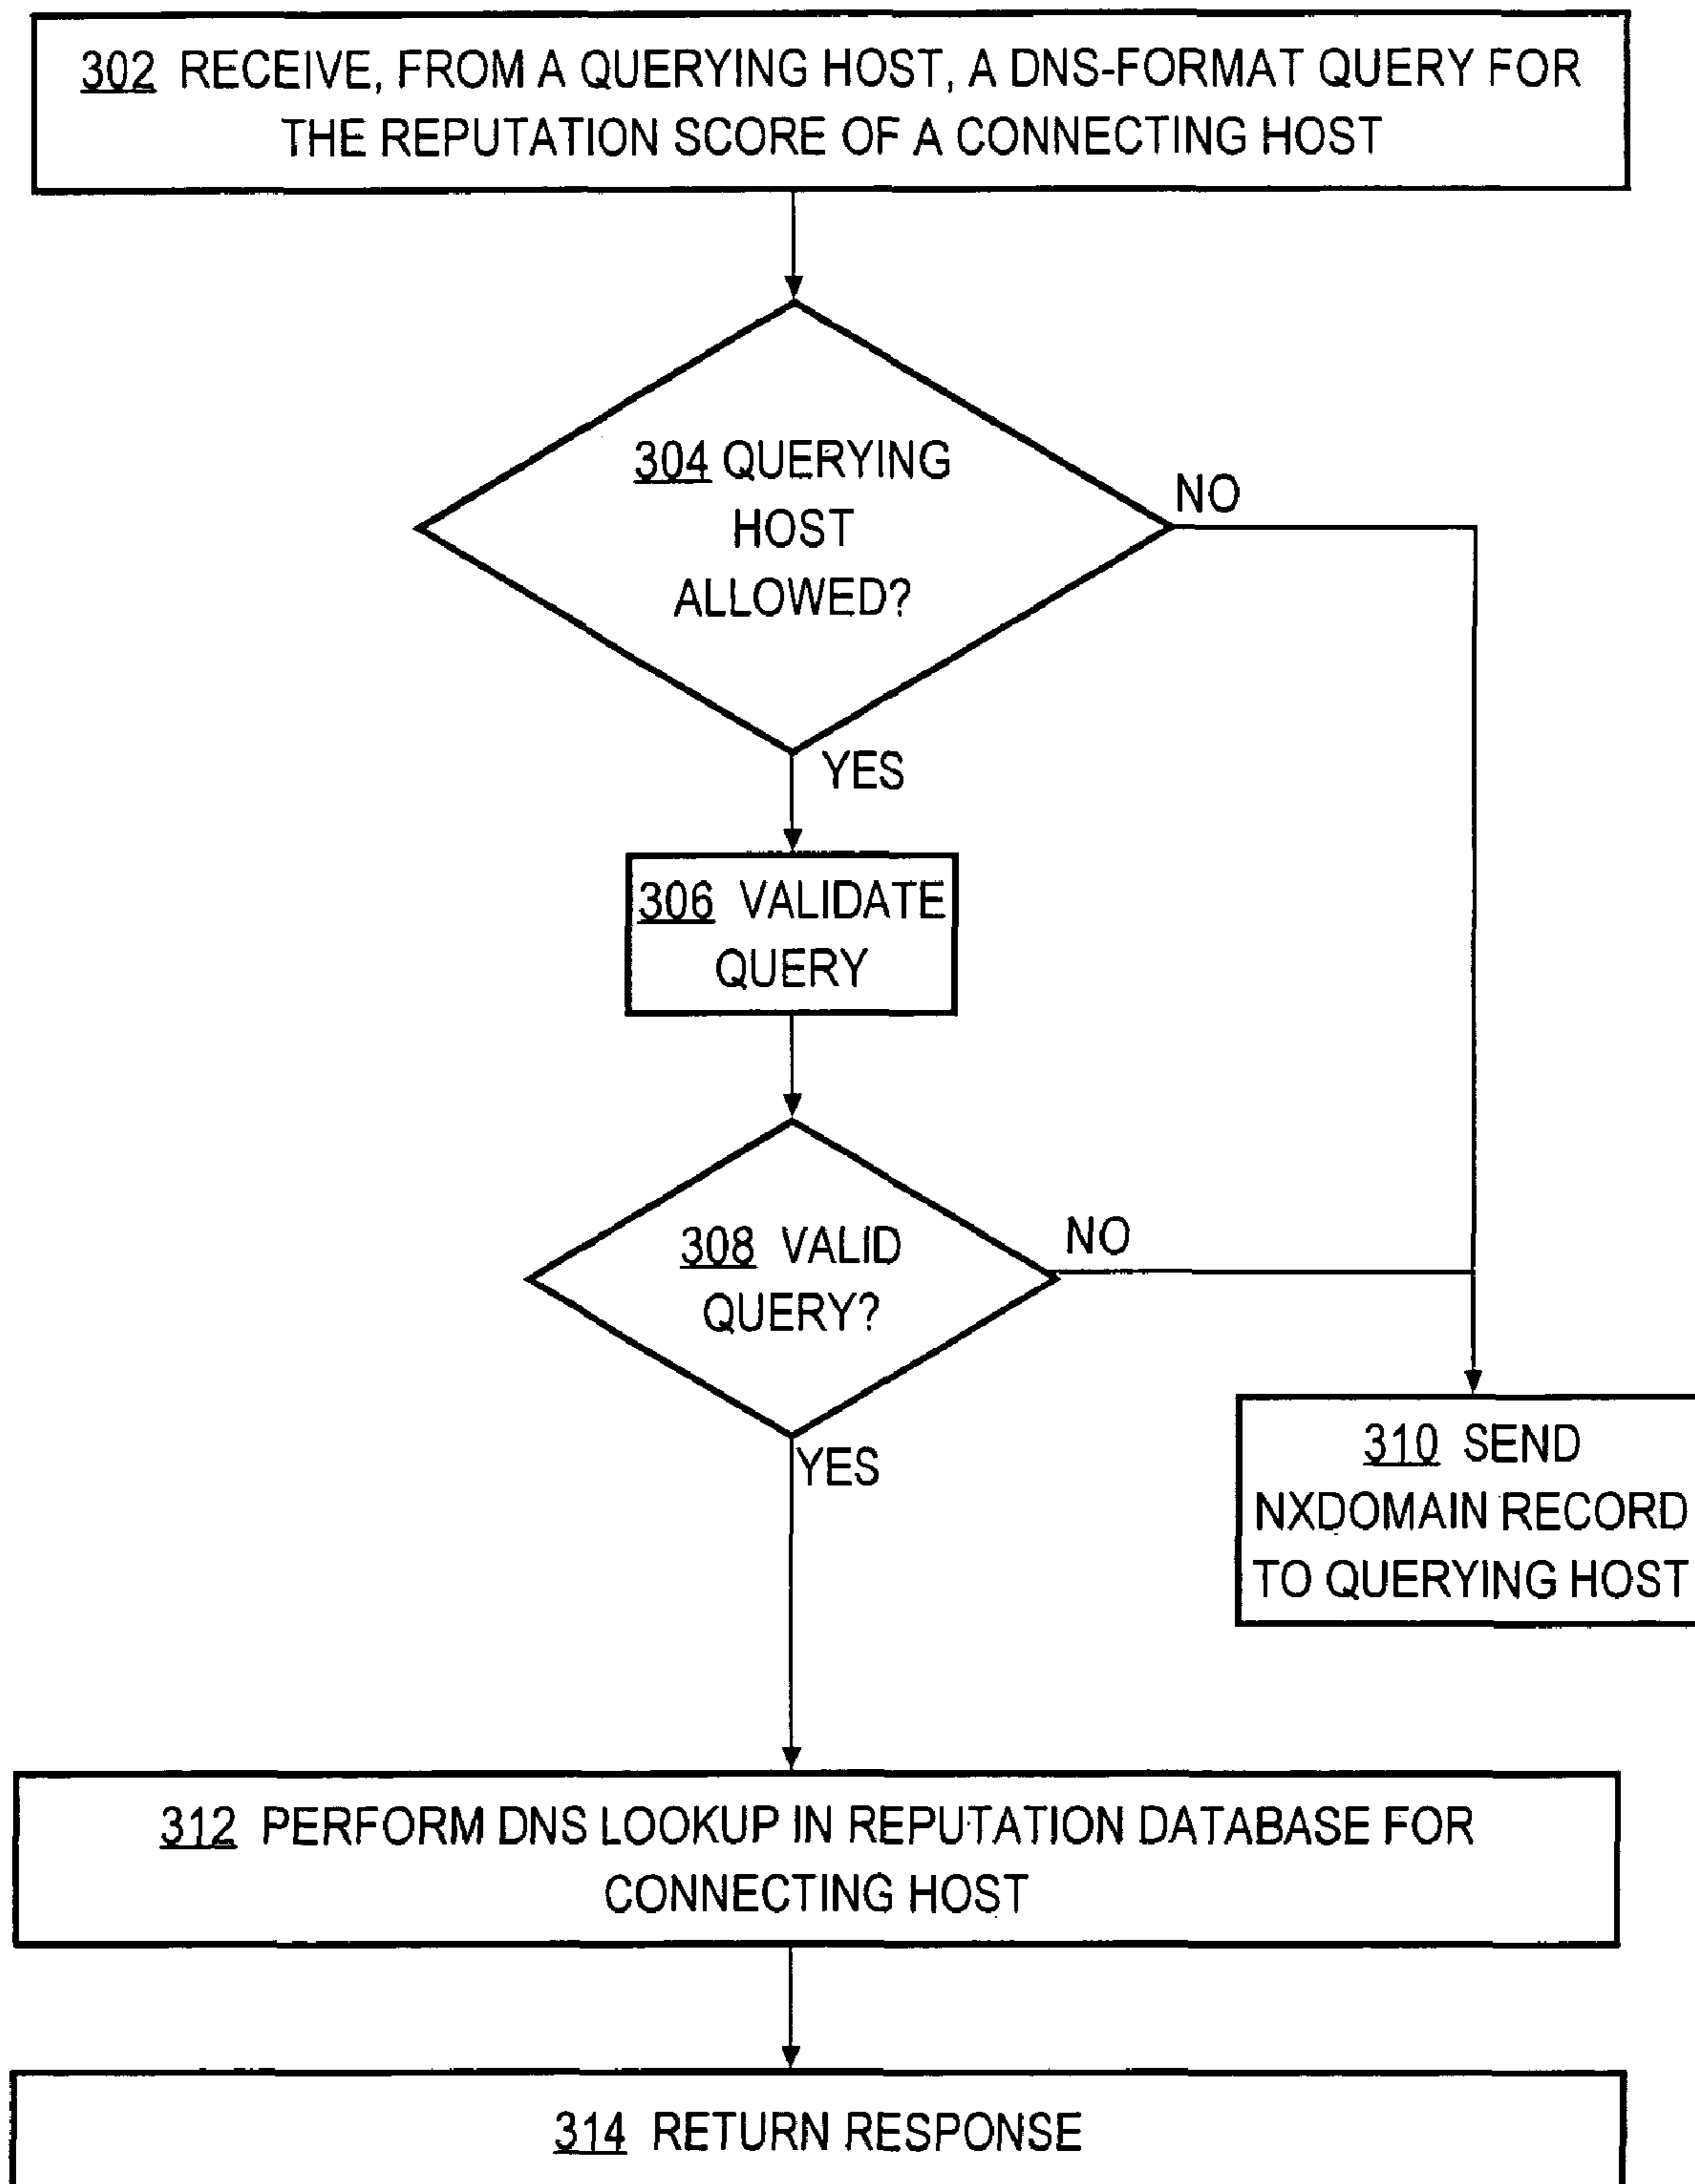 302 RECEIVE, FROM A QUERYING HOST, A DNS-FORMAT QUERY FOR
THE REPUTATION SCORE OF A CONNECTING HOST
304 QUERYING
HOST
ALLOWED?
NO
YES
306 VALIDATE
QUERY
308 VALID
QUERY?
NO
YES
310 SEND
NXDOMAIN RECORD
TO QUERYING HOST
312 PERFORM DNS LOOKUP IN REPUTATION DATABASE FOR
CONNECTING HOST
314 RETURN RESPONSE